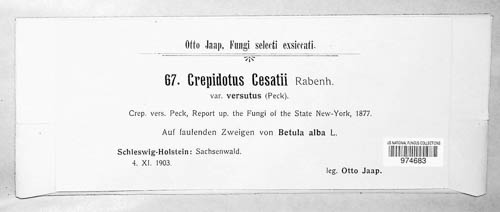 Otto Jaap, Fungi selecti exsiccati.
67. Crepidotus Cesatii Rabenh.
var. versutus (Peck).
Crep. vers. Peck, Report up. the Fungi of the State New-York, 1877.
Auf faulenden Zweigen von Betula alba L.
Schleswig-Holstein: Sachsenwald.
4. XI. 1903.
leg. Otto Jaap.
US NATIONAL FUNGUS COLLECTIONS
974683